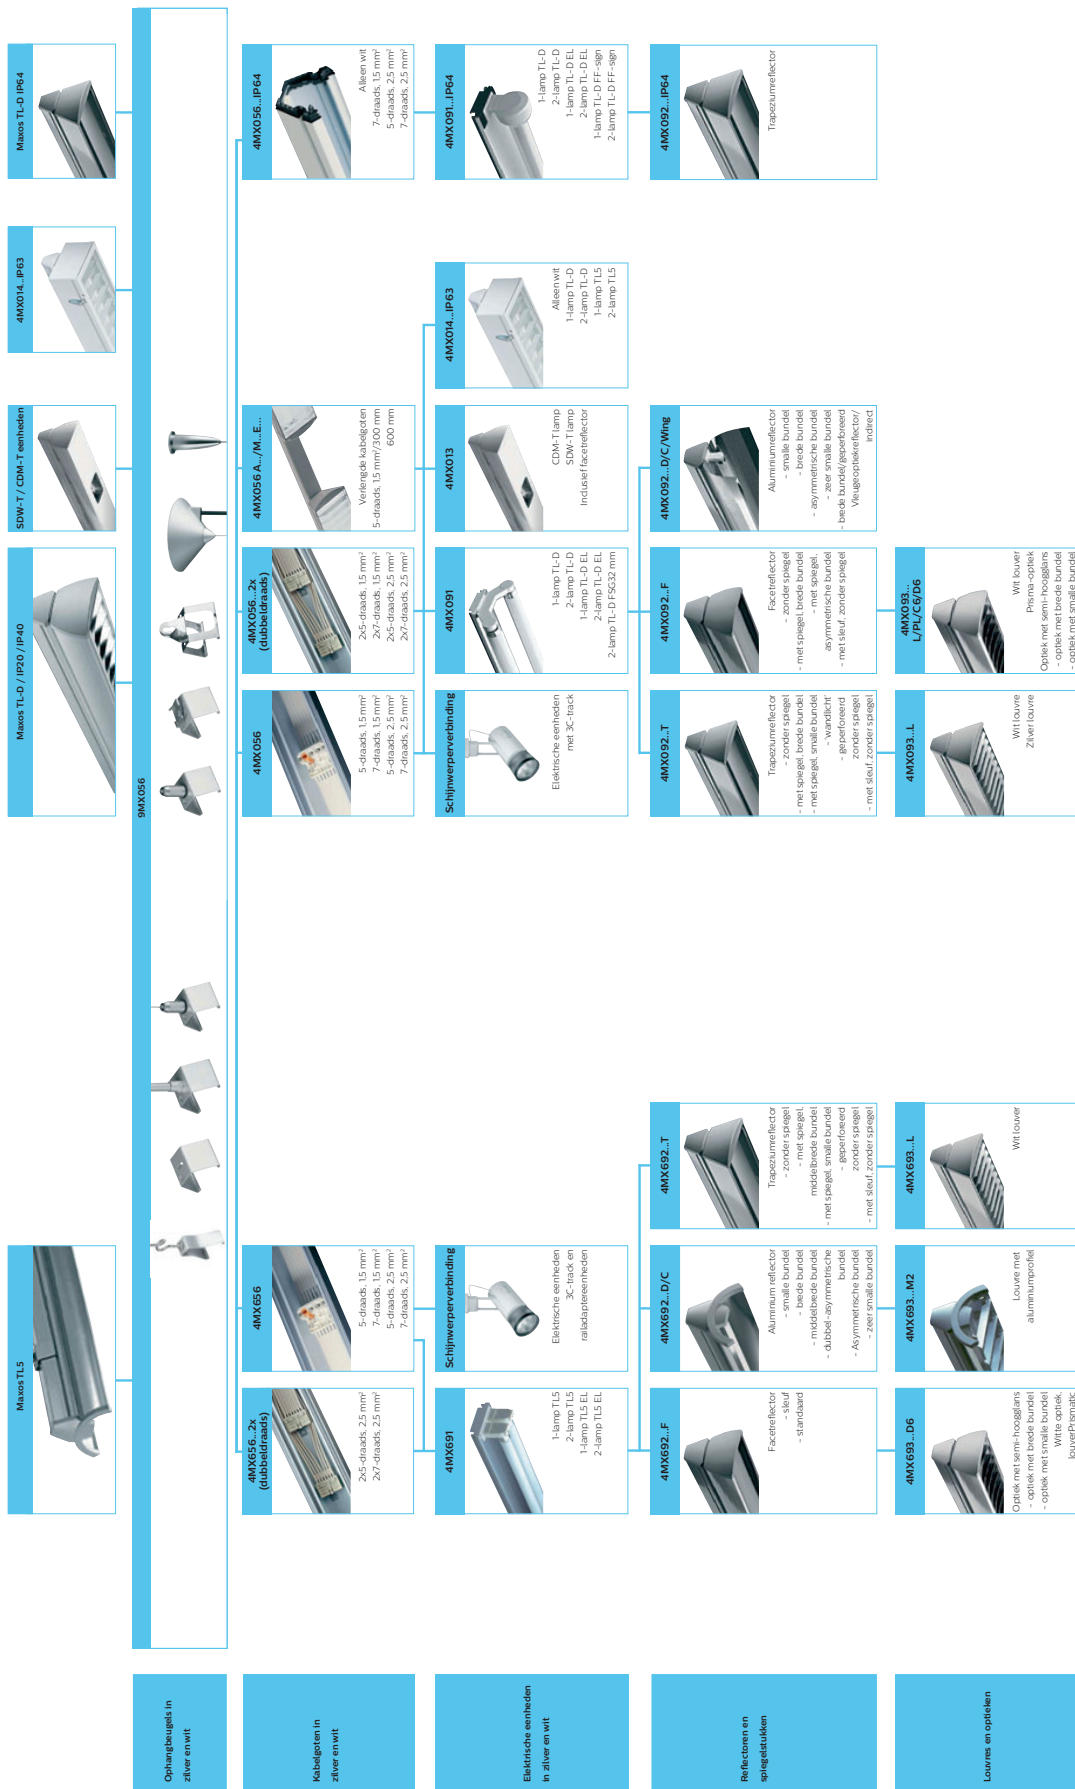 Maxos TL5
Maxos TL-D / IP20 / IP40
SDW-T / CDM-T eenheden
4MX014...IP63
Maxos TL-D IP64
Ophangbeugels in
zilver en wit
9MX056
Kabelgoten in
zilver en wit
4MX656...2x
(dubbeldraads)
2x5-draads, 2,5 mm²
2x7-draads, 2,5 mm²
4MX656
5-draads, 1,5 mm²
7-draads, 1,5 mm²
5-draads, 2,5 mm²
7-draads, 2,5 mm²
4MX056
5-draads, 1,5 mm²
7-draads, 1,5 mm²
5-draads, 2,5 mm²
7-draads, 2,5 mm²
4MX056...2x
(dubbeldraads)
2x5-draads, 1,5 mm²
2x7-draads, 1,5 mm²
2x5-draads, 2,5 mm²
2x7-draads, 2,5 mm²
4MX056 A.../M...E...
Verlengde kabelgoten
5-draads, 1,5 mm²/300 mm
600 mm
4MX056...IP64
Alleen wit
7-draads, 1,5 mm²
5-draads, 2,5 mm²
7-draads, 2,5 mm²
Elektrische eenheden
in zilver en wit
4MX691
1-lamp TL5
2-lamp TL5
1-lamp TL5 EL
2-lamp TL5 EL
Schijnwerperverbinding
Elektrische eenheden
3C-track en
railadaptereenheden
Schijnwerperverbinding
Elektrische eenheden
met 3C-track
4MX091
1-lamp TL-D
2-lamp TL-D
1-lamp TL-D EL
2-lamp TL-D EL
2-lamp TL-D FSG32 mm
4MX013
CDM-T lamp
SDW-T lamp
Inclusief facetreflector
4MX014...IP63
Alleen wit
1-lamp TL-D
2-lamp TL-D
1-lamp TL5
2-lamp TL5
4MX091...IP64
1-lamp TL-D
2-lamp TL-D
1-lamp TL-D EL
2-lamp TL-D EL
1-lamp TL-D FF-sign
2-lamp TL-D FF-sign
Reflectoren en
spiegelstukken
4MX692...F
Facetreflector
- sleuf
- standaard
4MX692...D/C
Aluminium reflector
- smalle bundel
- brede bundel
- middelbrede bundel
- dubbel-asymmetrische
bundel
- Asymmetrische bundel
- zeer smalle bundel
4MX692...T
Trapeziumreflector
- zonder spiegel
- met spiegel,
middelbrede bundel
- met spiegel, smalle bundel
- geperforeerd
zonder spiegel
- met sleuf, zonder spiegel
4MX092...T
Trapeziumreflector
- zonder spiegel
- met spiegel, brede bundel
- met spiegel, smalle bundel
- wandlicht
- geperforeerd
zonder spiegel
- met sleuf, zonder spiegel
4MX092...F
Facetreflector
- zonder spiegel
- met spiegel, brede bundel
- met spiegel,
asymmetrische bundel
- met sleuf, zonder spiegel
4MX092...D/C/Wing
Aluminiumreflector
- smalle bundel
- brede bundel
- asymmetrische bundel
- zeer smalle bundel
- brede bundel/geperforeerd
Vleugeoptiekreflector/
indirect
4MX092...IP64
Trapeziumreflector
Louvres en optieken
4MX693...D6
Optiek met semi-hoogglans
- optiek met brede bundel
- optiek met smalle bundel
Witte optiek,
louverPrismatic
4MX693...M2
Louvre met
aluminiumprofiel
4MX693...L
Wit louver
4MX093...L
Wit louvre
Zilver louvre
4MX093...
L/PL/C6/D6
Wit louver
Prisma-optiek
Optiek met semi-hoogglans
- optiek met brede bundel
- optiek met smalle bundel